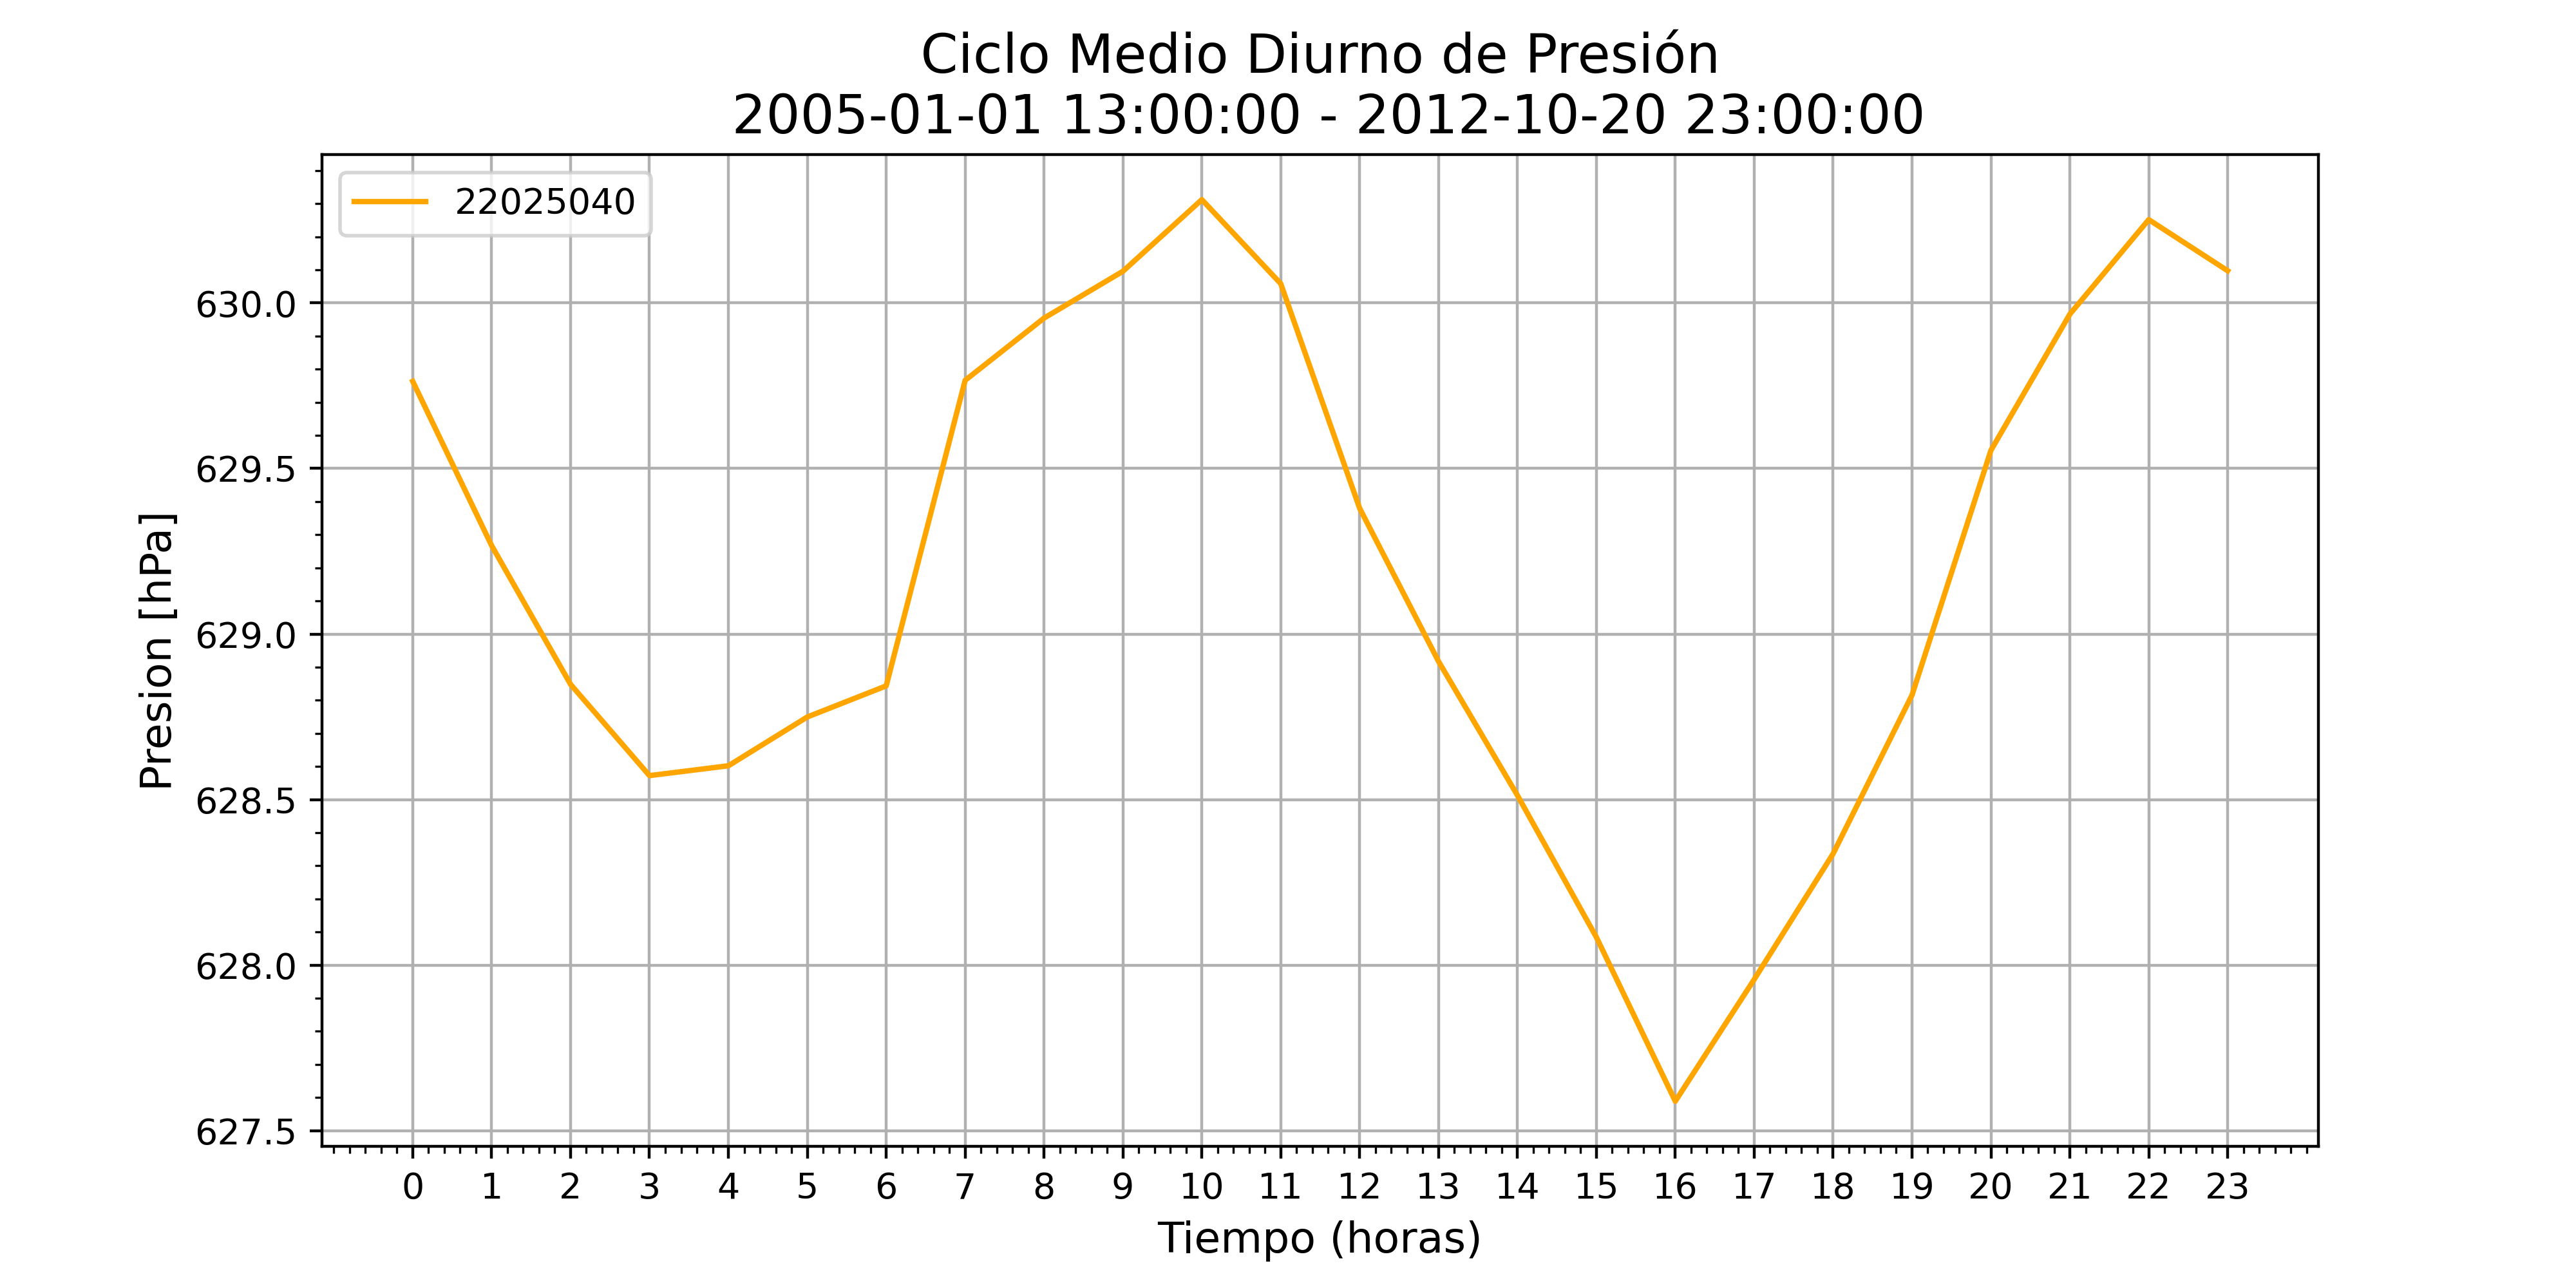 Ciclo Medio Diurno de Presión
2005-01-01 13:00:00 - 2012-10-20 23:00:00
22025040
Presion [hPa]
630.0
629.5
629.0
628.5
628.0
627.5
0 1 2 3 4 5 6 7 8 9 10 11 12 13 14 15 16 17 18 19 20 21 22 23
Tiempo (horas)